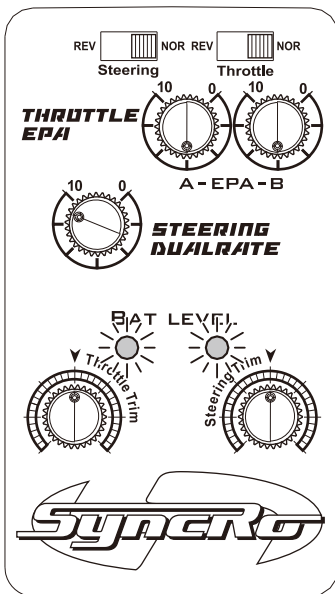 REV NOR REV NOR
Steering Throttle
THROTTLE
EPA
10 0 10 0
A-EPA-B
10 0
STEERING
DUALRATE
BAT LEVEL
Throttle Trim
Steering Trim
SyncRo